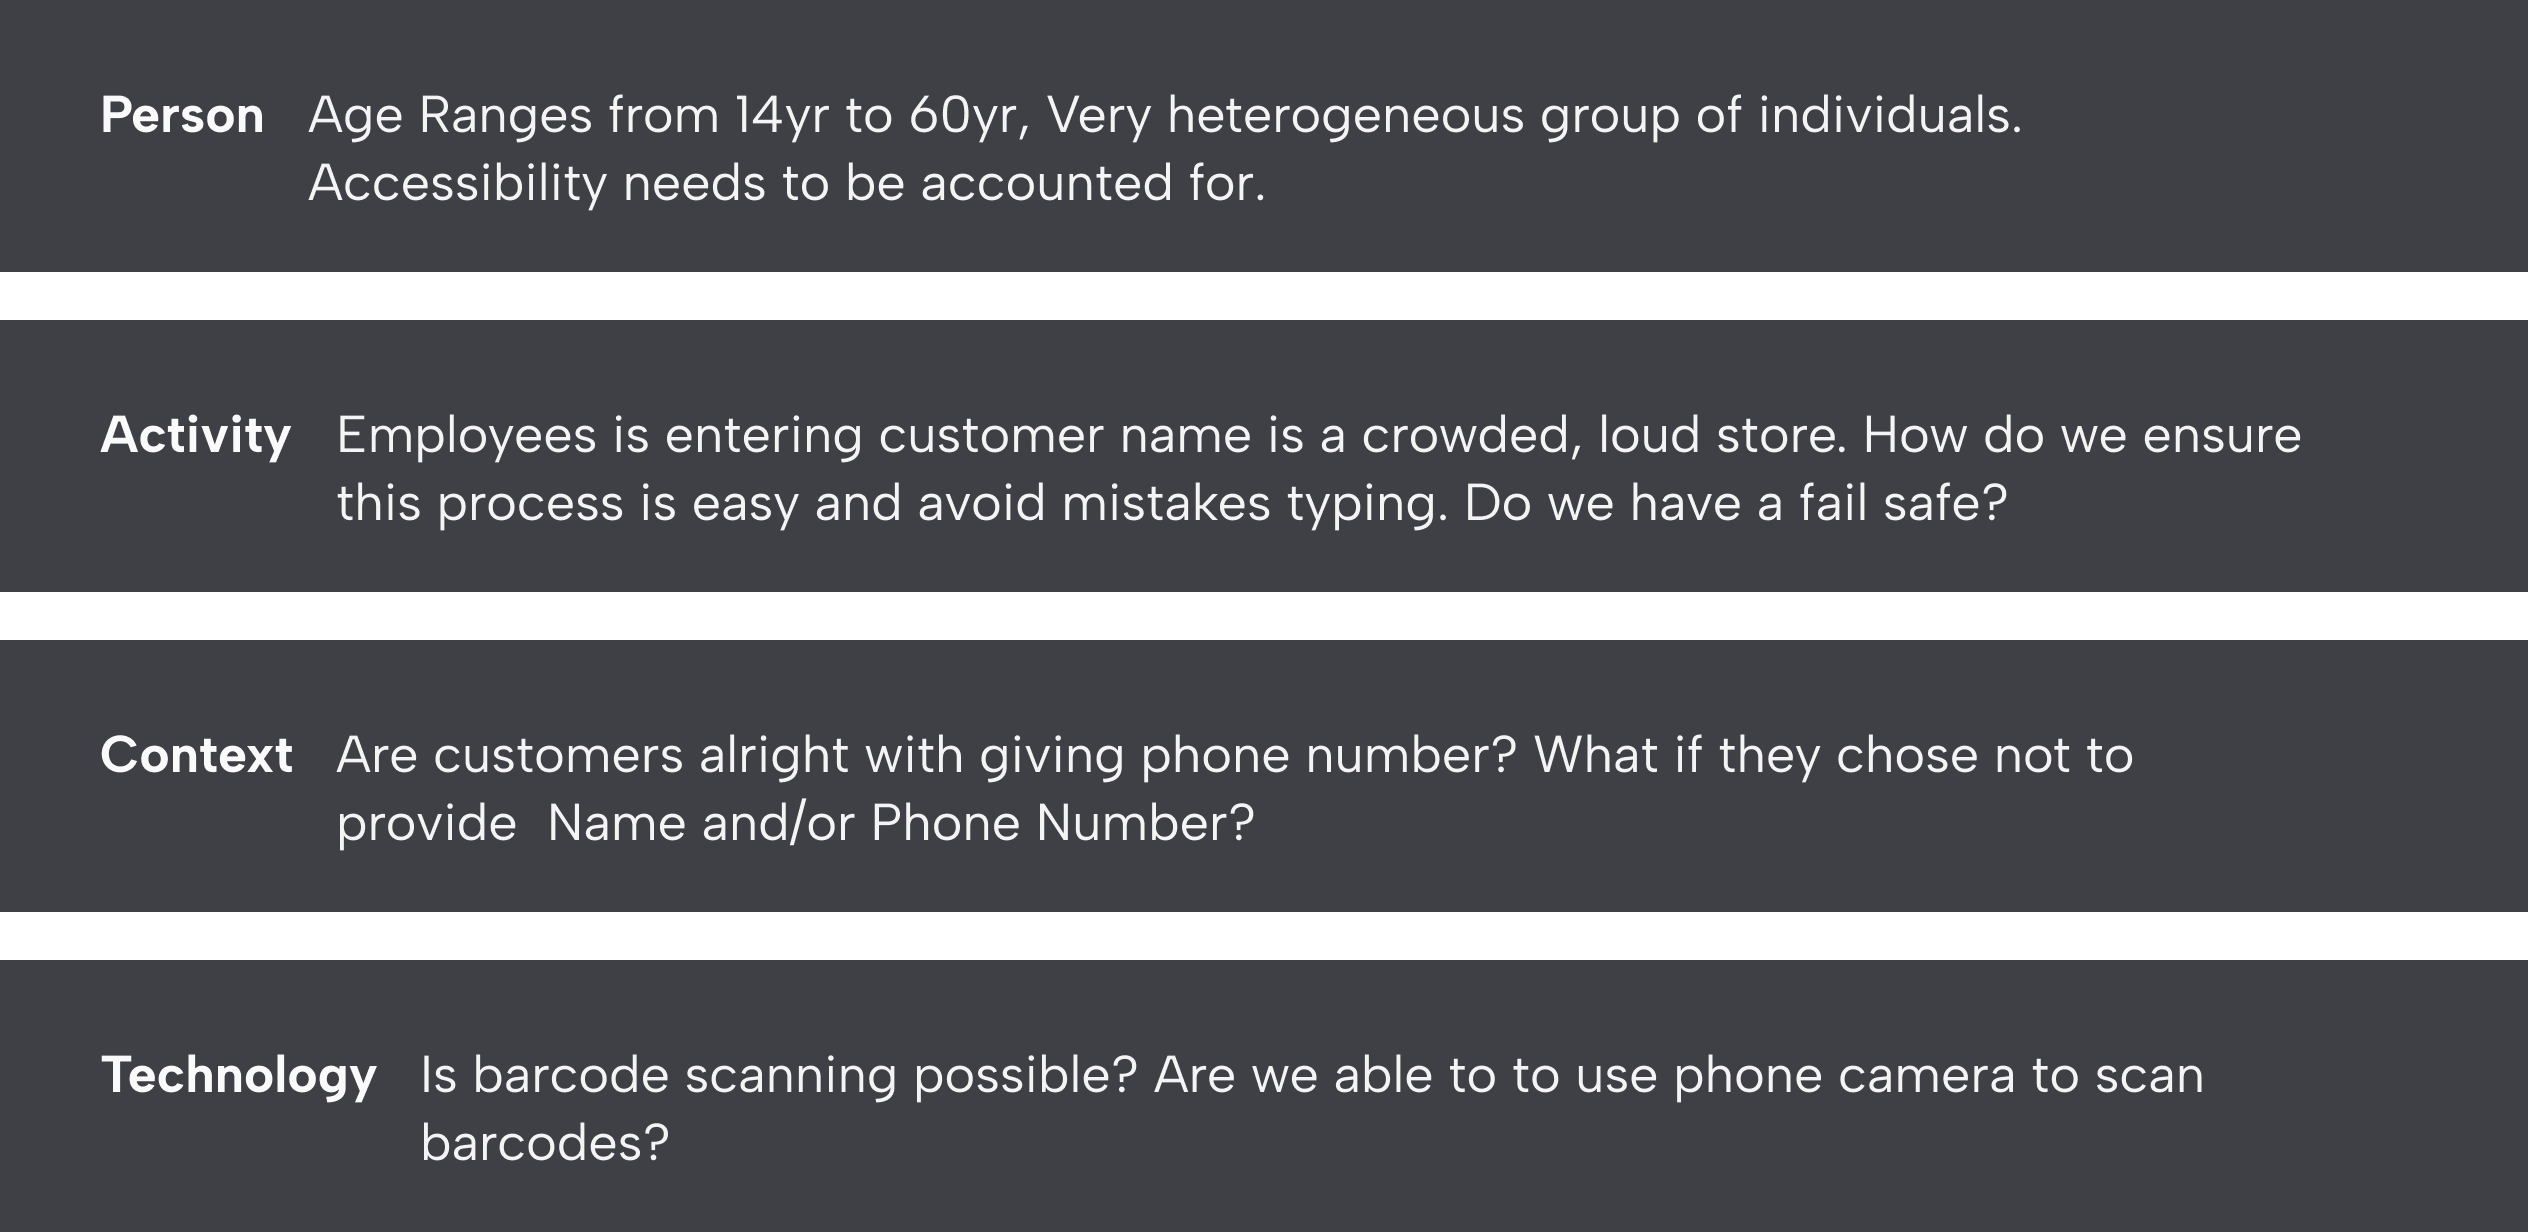 Person Age Ranges from 14yr to 60yr, Very heterogeneous group of individuals.
Accessibility needs to be accounted for.
Activity Employees is entering customer name is a crowded, loud store. How do we ensure
this process is easy and avoid mistakes typing. Do we have a fail safe?
Context Are customers alright with giving phone number? What if they chose not to
provide  Name and/or Phone Number?
Technology Is barcode scanning possible? Are we able to to use phone camera to scan
barcodes?